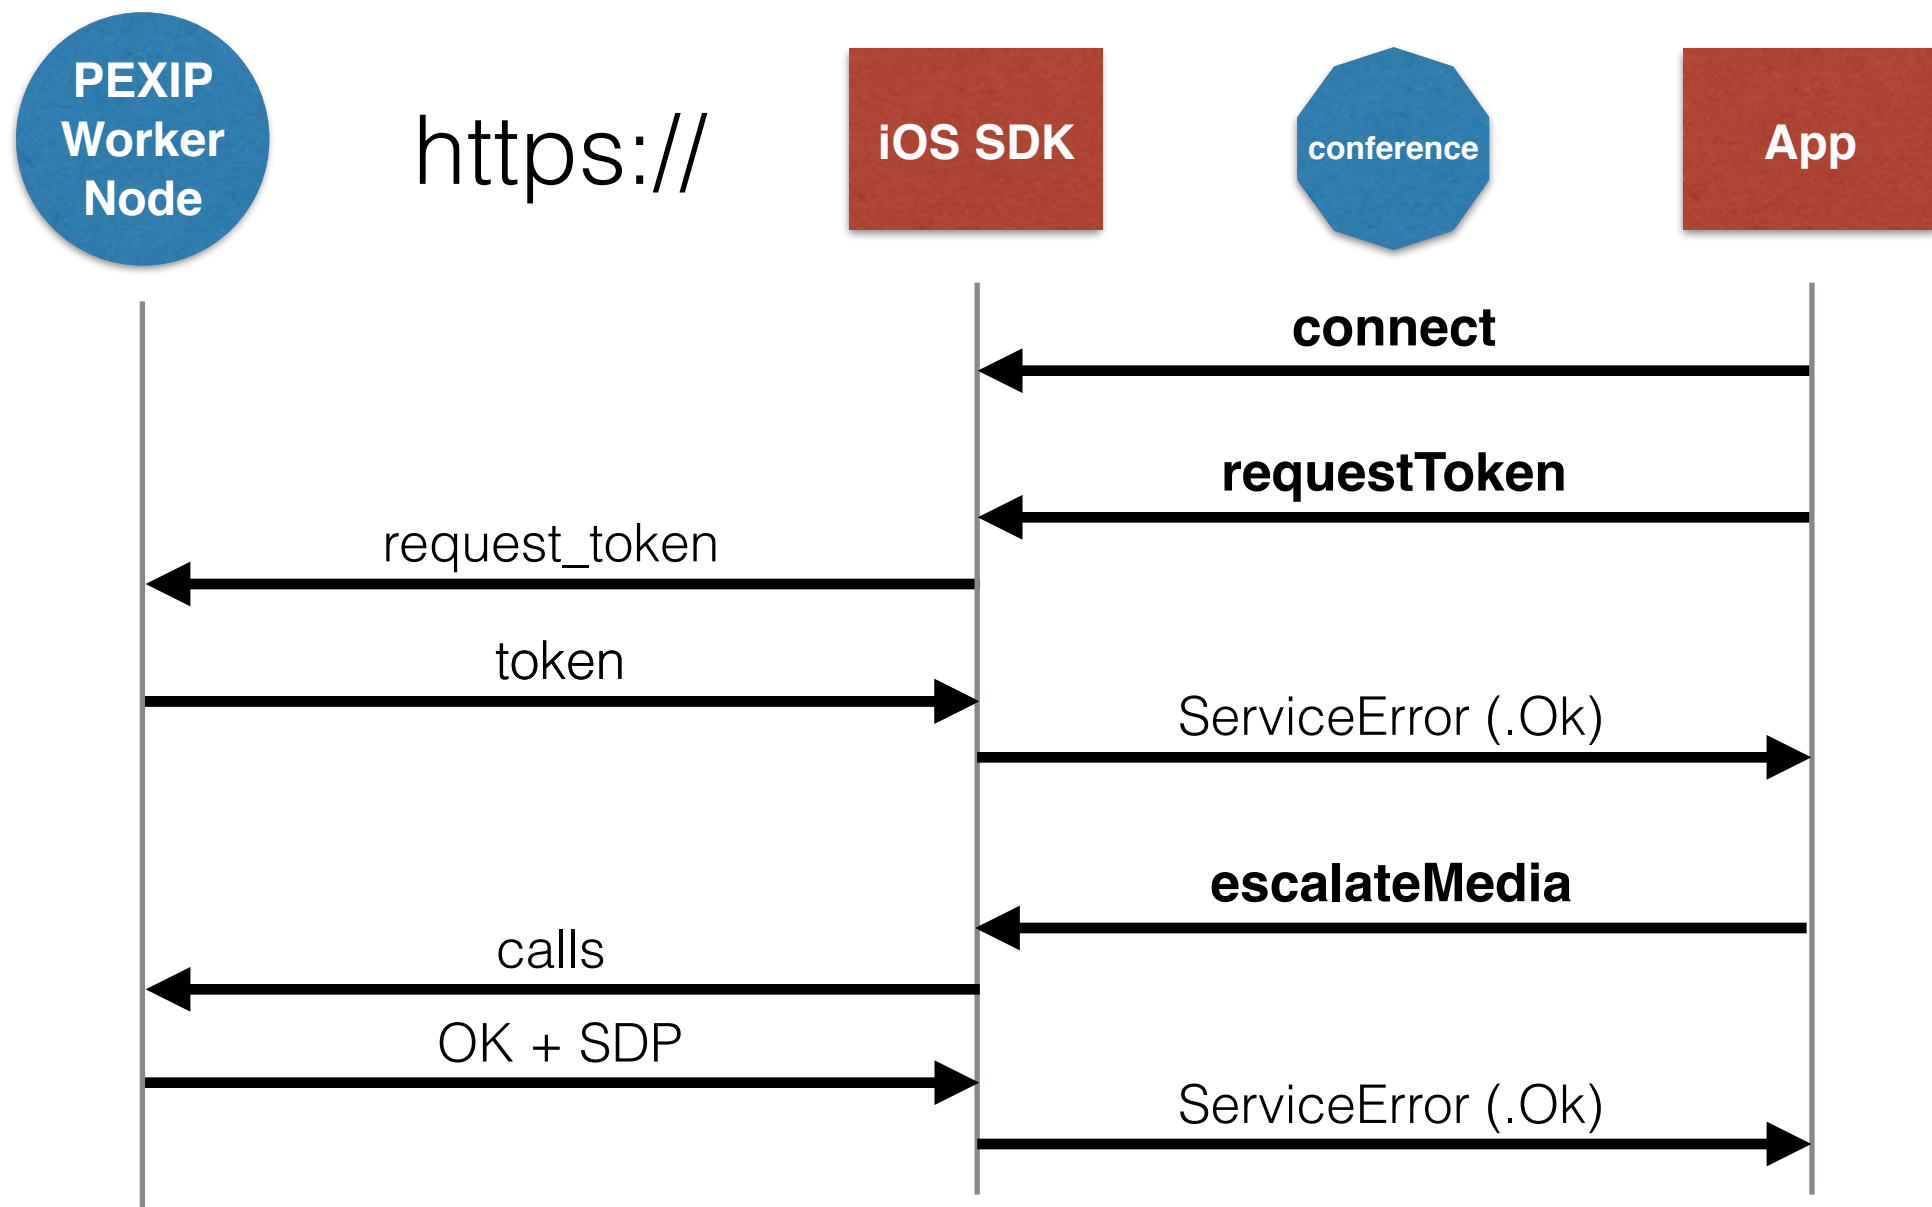 PEXIP
Worker
Node
https://
iOS SDK
conference
App
connect
requestToken
request_token
token
ServiceError (.Ok)
escalateMedia
calls
OK + SDP
ServiceError (.Ok)